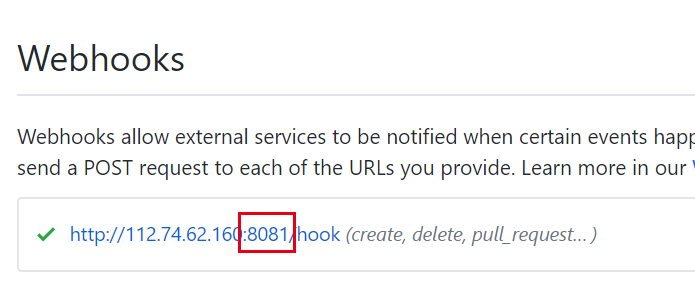 Webhooks
Webhooks allow external services to be notified when certain events
send a POST request to each of the URLs you provide. Learn more in our
http://112.74.62.160:8081/hook (create, delete, pull_request... )